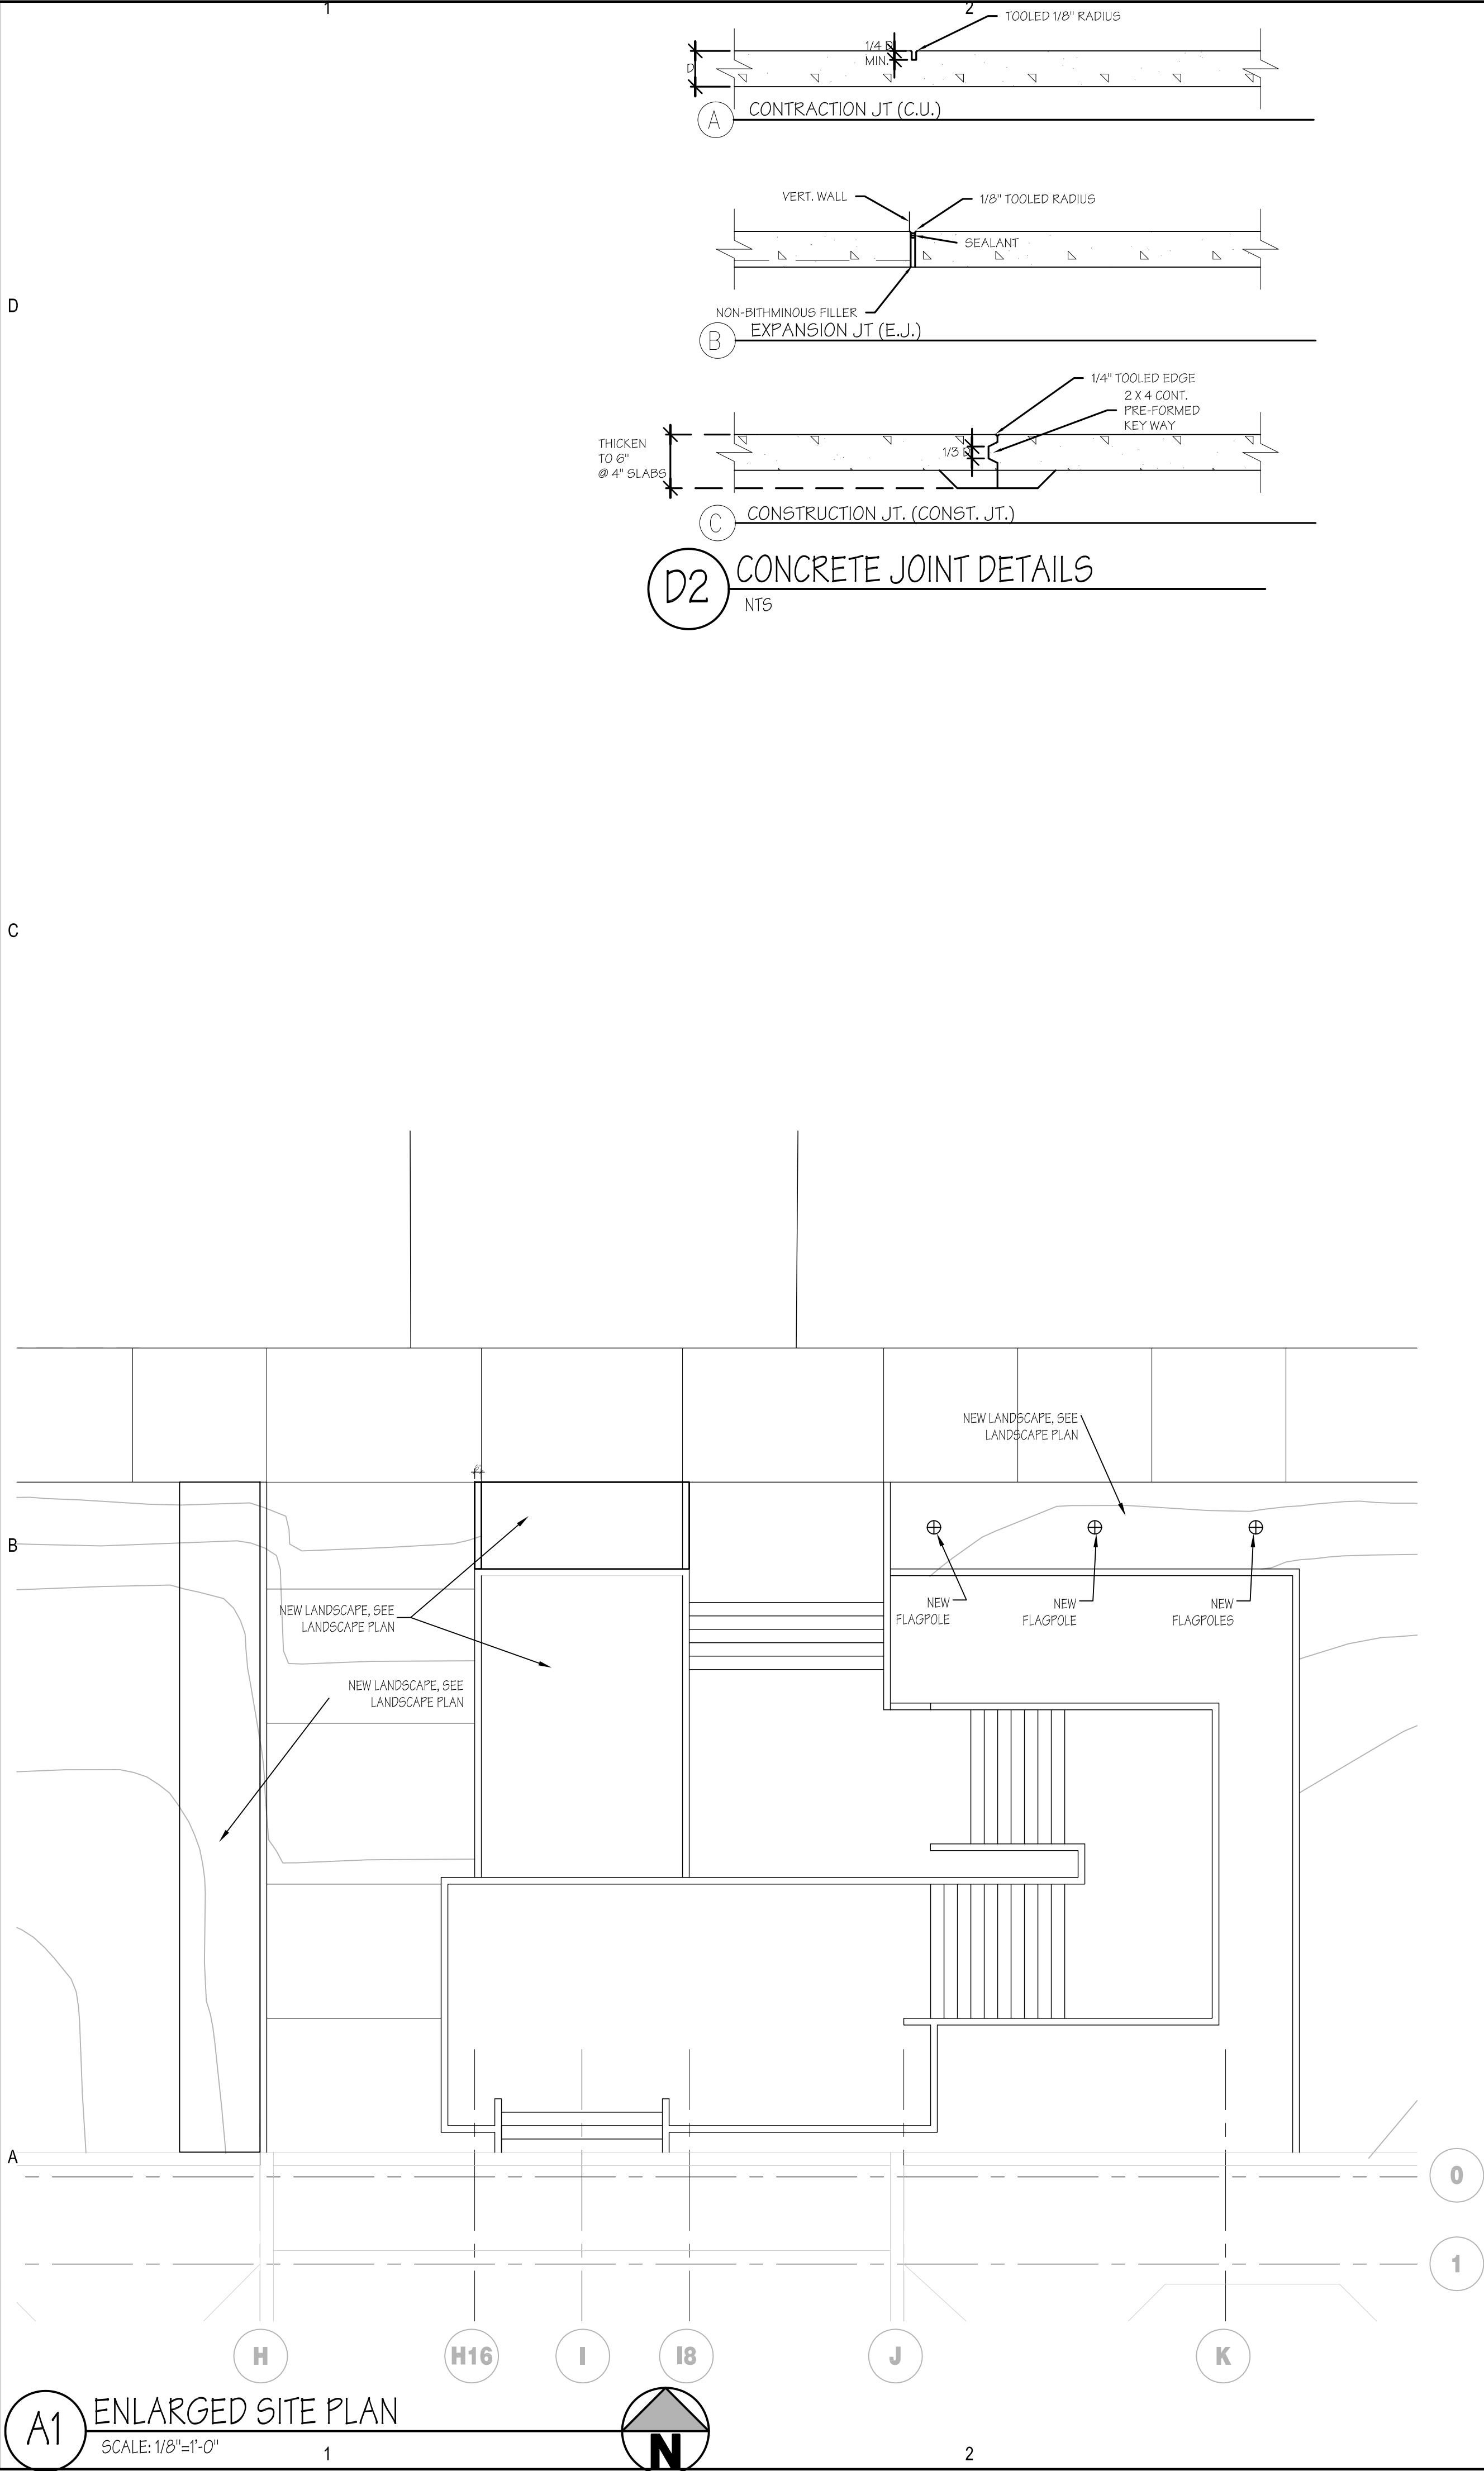 1
2
TOOLED 1/8" RADIUS
1/4 D
MIN.
D
A
CONTRACTION JT (C.U.)
VERT. WALL
1/8" TOOLED RADIUS
SEALANT
D
NON-BITHMINOUS FILLER
B
EXPANSION JT (E.J.)
1/4" TOOLED EDGE
2 X 4 CONT.
PRE-FORMED
KEY WAY
THICKEN
TO 6"
@ 4" SLABS
1/3 D
C
CONSTRUCTION JT. (CONST. JT.)
D2
CONCRETE JOINT DETAILS
NTS
C
NEW LANDSCAPE, SEE
LANDSCAPE PLAN
B
NEW
FLAGPOLE
NEW
FLAGPOLE
NEW
FLAGPOLES
NEW LANDSCAPE, SEE
LANDSCAPE PLAN
NEW LANDSCAPE, SEE
LANDSCAPE PLAN
A
0
1
H
H16
I
I8
J
K
A1
ENLARGED SITE PLAN
SCALE: 1/8"=1'-0"
N
1
2